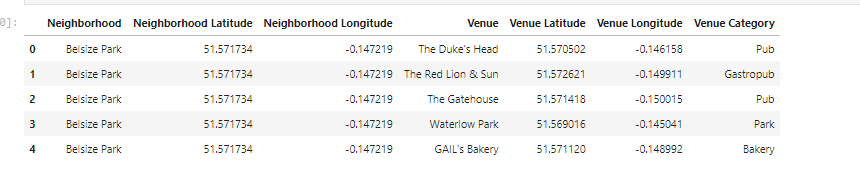 0]:
Neighborhood Neighborhood Latitude Neighborhood Longitude Venue Venue Latitude Venue Longitude Venue Category
0 Belsize Park 51.571734 -0.147219 The Duke's Head 51.570502 -0.146158 Pub
1 Belsize Park 51.571734 -0.147219 The Red Lion & Sun 51.572621 -0.149911 Gastropub
2 Belsize Park 51.571734 -0.147219 The Gatehouse 51.571418 -0.150015 Pub
3 Belsize Park 51.571734 -0.147219 Waterlow Park 51.569016 -0.145041 Park
4 Belsize Park 51.571734 -0.147219 GAIL's Bakery 51.571120 -0.148992 Bakery